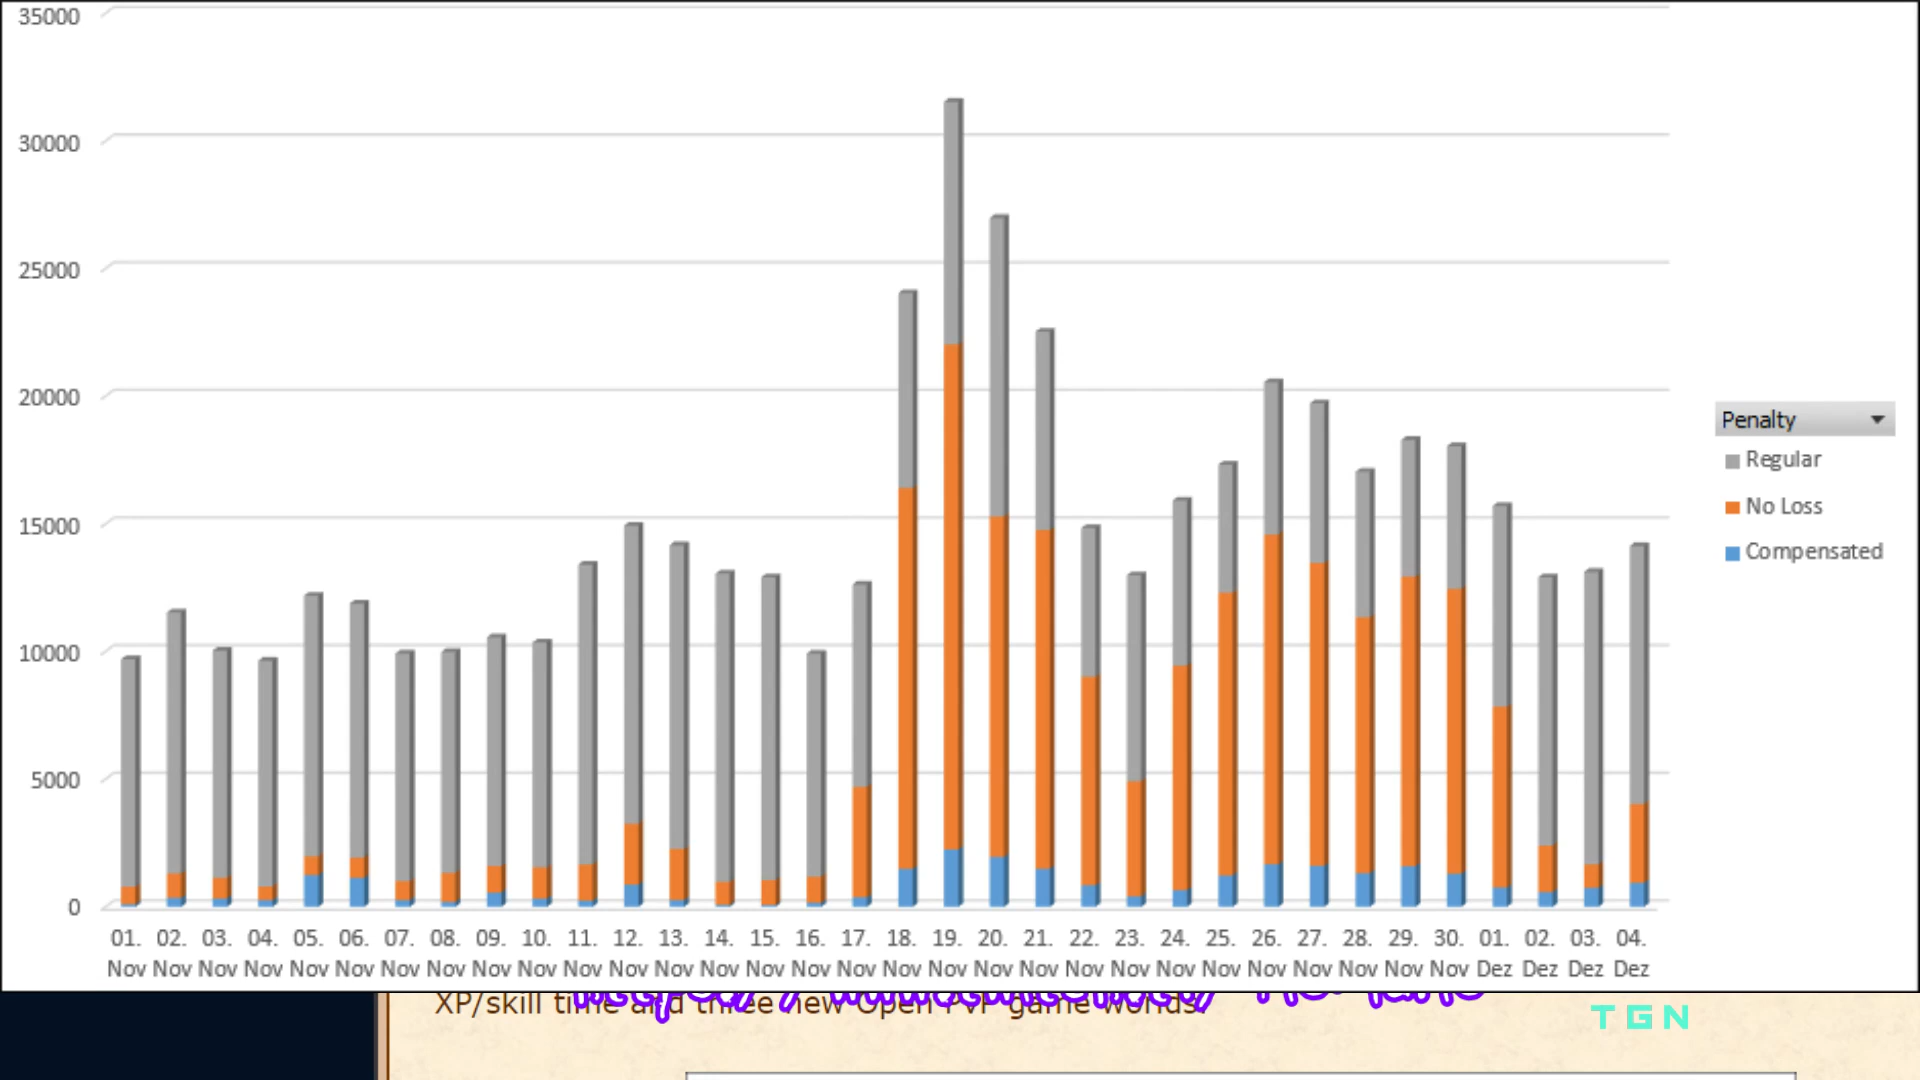 35000
30000
25000
20000
15000
10000
5000
0
Penalty
Regular
No Loss
Compensated
01. 02. 03. 04. 05. 06. 07. 08. 09. 10. 11. 12. 13. 14. 15. 16. 17. 18. 19. 20. 21. 22. 23. 24. 25. 26. 27. 28. 29. 30. 01. 02. 03. 04.
Nov Nov Nov Nov Nov Nov Nov Nov Nov Nov Nov Nov Nov Nov Nov Nov Nov Nov Nov Nov Nov Nov Nov Nov Nov Nov Nov Nov Nov Nov Dez Dez Dez Dez
XP/skill time and three new Open PvP game worlds.
TGN